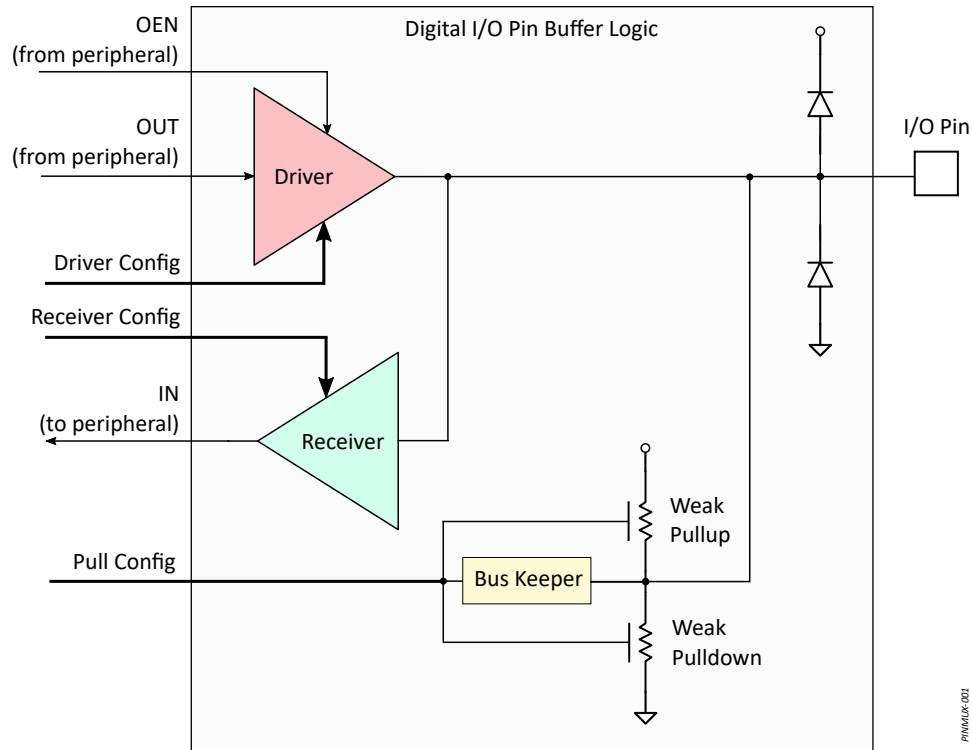 OEN
(from peripheral)
Digital I/O Pin Buffer Logic
OUT
(from peripheral)
I/O Pin
Driver
Driver Config
Receiver Config
IN
(to peripheral)
Receiver
Weak
Pullup
Pull Config
Bus Keeper
Weak
Pulldown
PINMUX-001